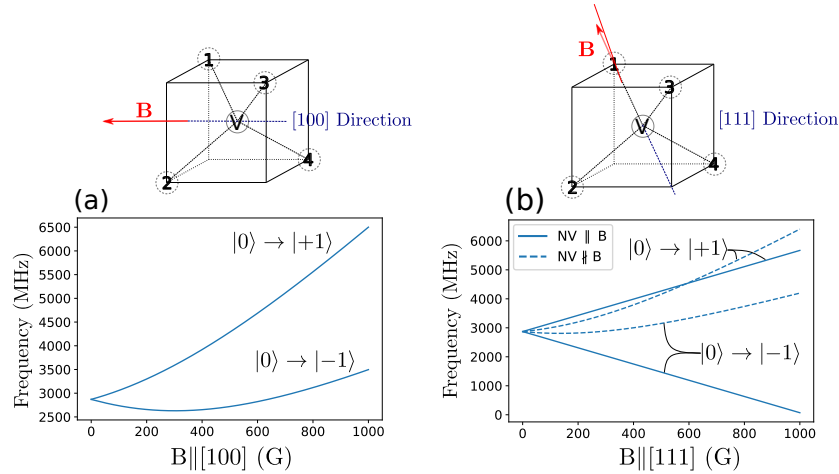 1
3
B
V
[100] Direction
2
4
(a)
6500
6000
5500
5000
4500
4000
3500
3000
2500
Frequency (MHz)
|0⟩ → |+1⟩
|0⟩ → |−1⟩
0 200 400 600 800 1000
B∥[100] (G)
B
1
3
V
[111] Direction
2
4
(b)
NV ∥ B
NV ∦ B
6000
5000
4000
3000
2000
1000
0
Frequency (MHz)
|0⟩ → |+1⟩
|0⟩ → |−1⟩
0 200 400 600 800 1000
B∥[111] (G)